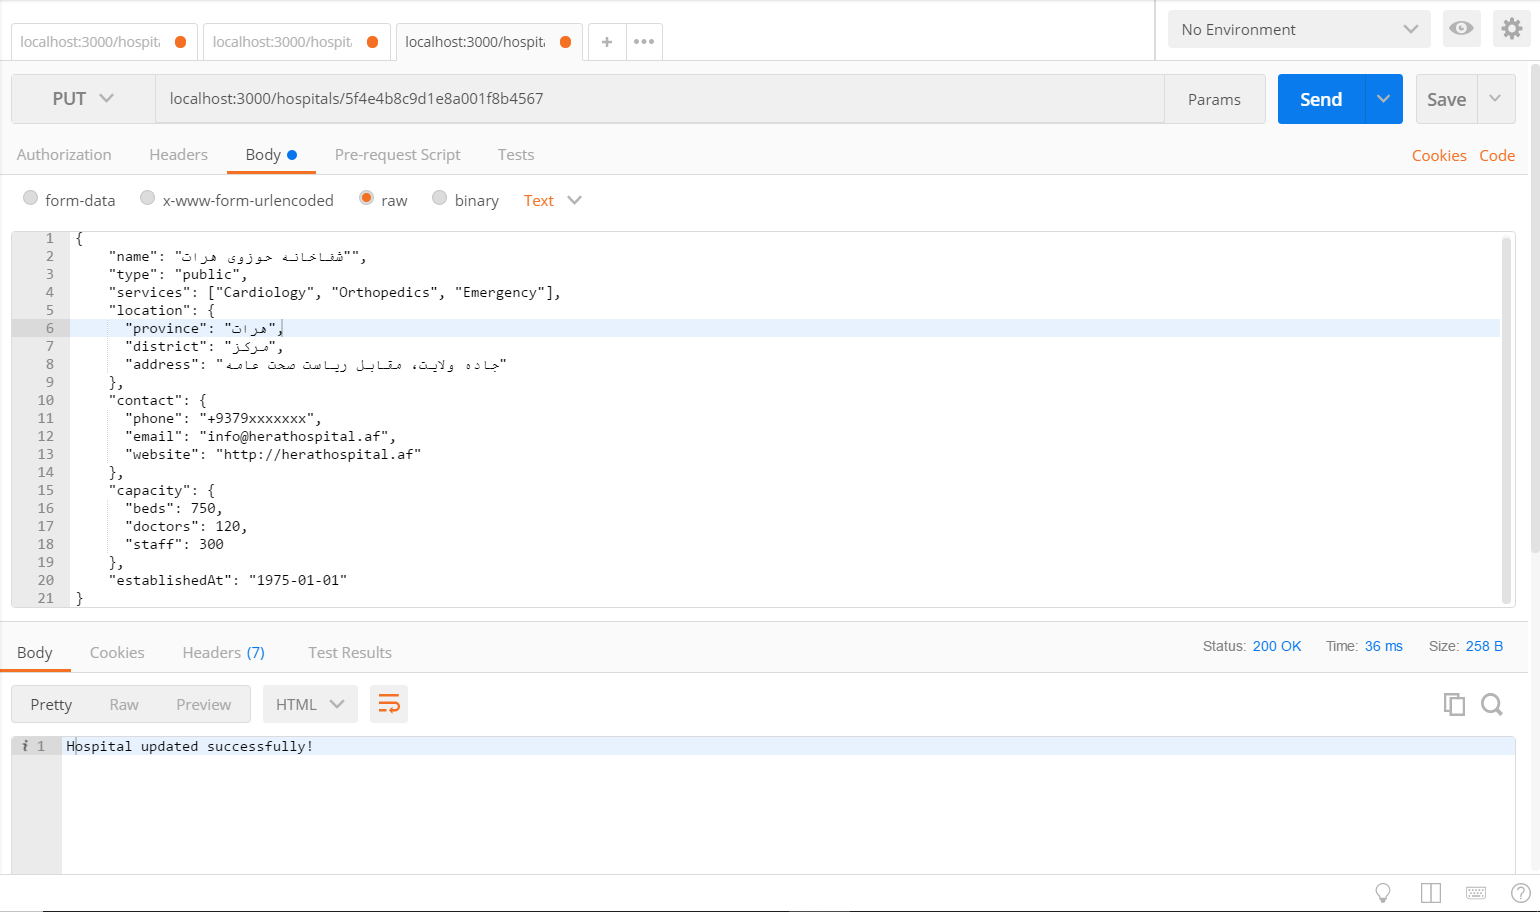 localhost:3000/hospita
localhost:3000/hospit
localhost:3000/hospita
No Environment
PUT
localhost:3000/hospitals/5f4e4b8c9d1e8a001f8b4567
Params
Send
Save
Authorization
Headers
Body
Pre-request Script
Tests
Cookies
Code
form-data
x-www-form-urlencoded
raw
binary
Text
1 {
2 "name": "شفاخانه حوزوی هرات"",
3 "type": "public",
4 "services": ["Cardiology", "Orthopedics", "Emergency"],
5 "location": {
6 "province": "هرات",
7 "district": "مرکز",
8 "address": "جاده ولایت، مقابل ریاست صحت عامه"
9 },
10 "contact": {
11 "phone": "+9379xxxxxxx",
12 "email": "info@herathospital.af",
13 "website": "http://herathospital.af"
14 },
15 "capacity": {
16 "beds": 750,
17 "doctors": 120,
18 "staff": 300
19 },
20 "establishedAt": "1975-01-01"
21 }
Body
Cookies
Headers (7)
Test Results
Status: 200 OK
Time: 36 ms
Size: 258 B
Pretty
Raw
Preview
HTML
i 1 Hospital updated successfully!